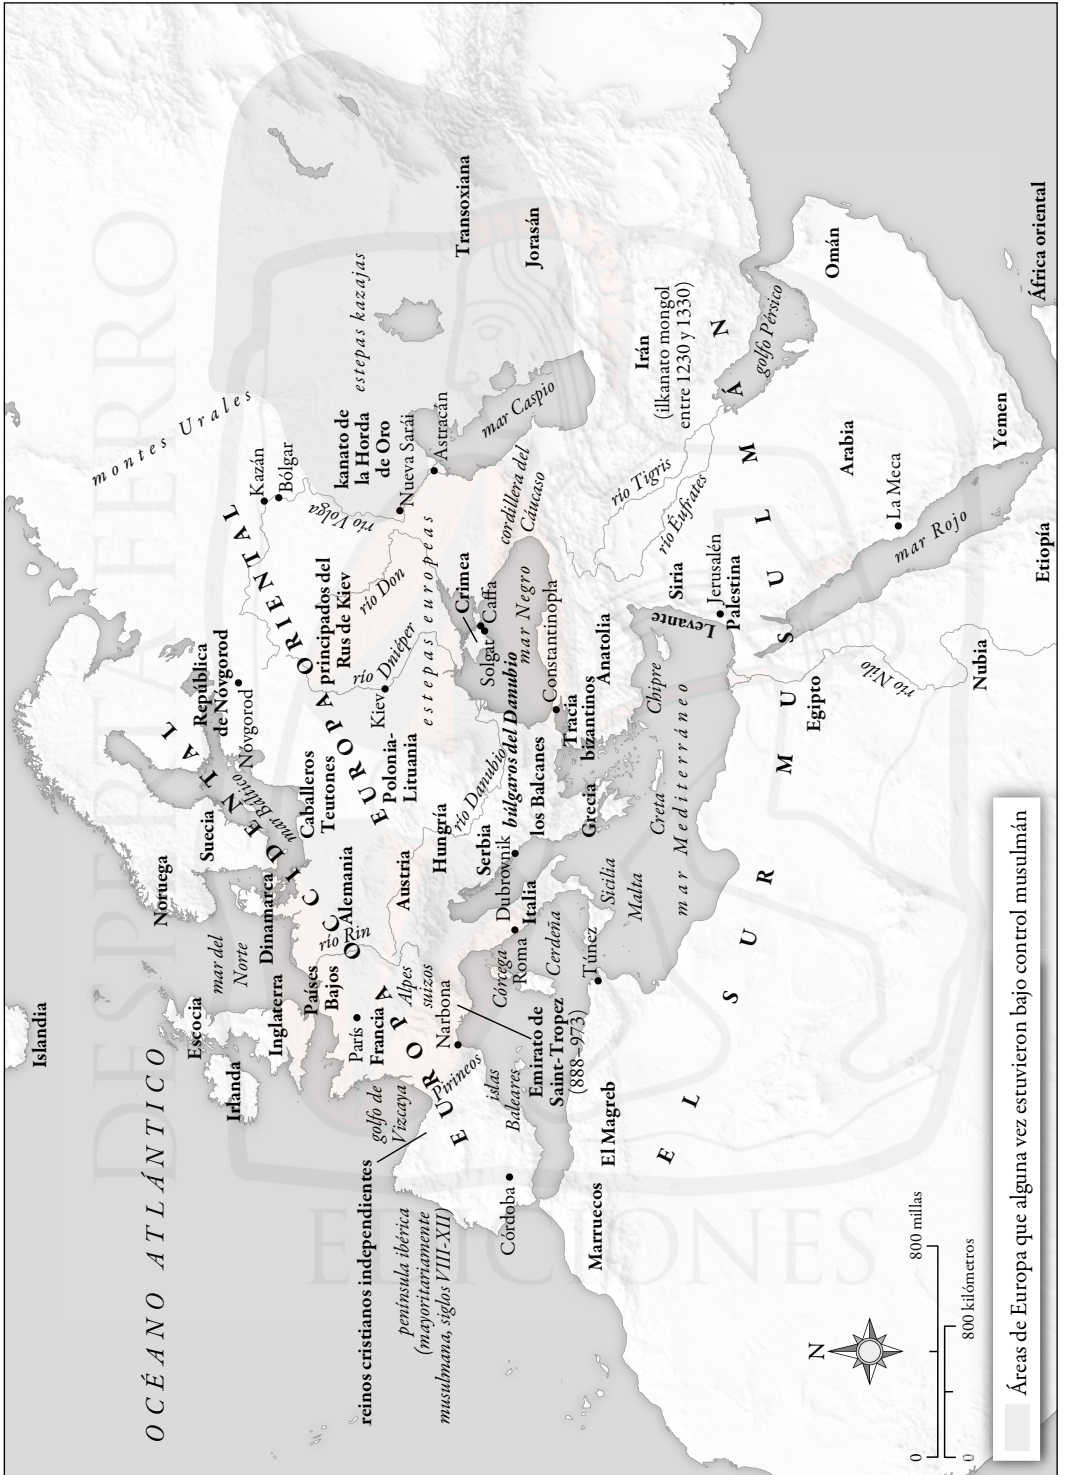 OCÉANO ATLÁNTICO
Islandia
Noruega
Suecia
Escocia
Irlanda
Inglaterra
mar del
Norte
Dinamarca
mar Báltico
República
de Nóvgorod
Nóvgorod
montes Urales
Kazán
Bólgar
EUROPA OCCIDENTAL
EUROPA ORIENTAL
Países
Bajos
París
Francia
río Rin
Alemania
Caballeros
Teutones
Polonia-
Lituania
principados del
Rus de Kiev
Kiev
río Dniéper
río Don
río Volga
kanato de
la Horda
de Oro
Nueva Sarái
Astracán
estepas kazajas
estepas europeas
Transoxiana
Jorasán
golfo de
Vizcaya
reinos cristianos independientes
península ibérica
(mayoritariamente
musulmana, siglos VIII-XII)
Pirineos
Alpes
suizos
Narbona
Austria
Hungría
río Danubio
Serbia
búlgaros del Danubio
Dubrovnik
los Balcanes
Crimea
Solgat
Caffa
mar Negro
cordillera del
Cáucaso
mar Caspio
Córdoba
islas
Baleares
Emirato de
Saint-Tropez
(888–973)
Córcega
Roma
Italia
Cerdeña
Túnez
Sicilia
Malta
Grecia
Creta
Tracia
bizantinos
Constantinopla
Anatolia
Chipre
mar Mediterráneo
Levante
Siria
Jerusalén
Palestina
río Tigris
río Éufrates
Irán
(ilkanato mongol
entre 1230 y 1330)
golfo Pérsico
Omán
Marruecos
El Magreb
EL SUR MUSULMÁN
Egipto
río Nilo
Nubia
mar Rojo
Arabia
La Meca
Yemen
Etiopía
África oriental
N
0
800 millas
0
800 kilómetros
Áreas de Europa que alguna vez estuvieron bajo control musulmán
DESPERTA FERRO
EDICIONES